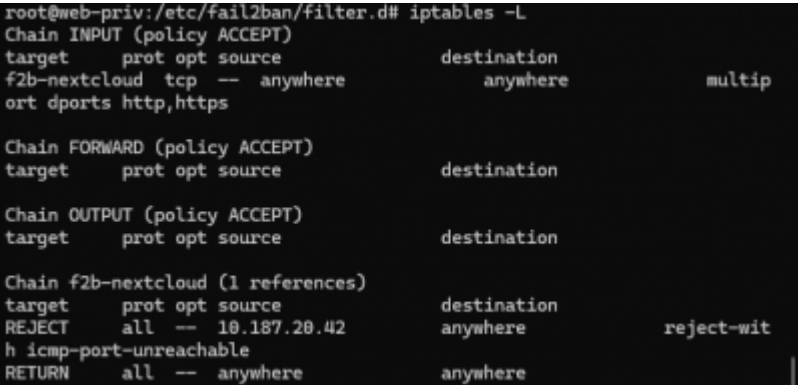 root@web-priv:/etc/fail2ban/filter.d# iptables -L
Chain INPUT (policy ACCEPT)
target     prot opt source               destination
f2b-nextcloud  tcp  --  anywhere             anywhere             multip
ort dports http,https

Chain FORWARD (policy ACCEPT)
target     prot opt source               destination

Chain OUTPUT (policy ACCEPT)
target     prot opt source               destination

Chain f2b-nextcloud (1 references)
target     prot opt source               destination
REJECT     all  --  10.187.20.42         anywhere             reject-wit
h icmp-port-unreachable
RETURN     all  --  anywhere             anywhere